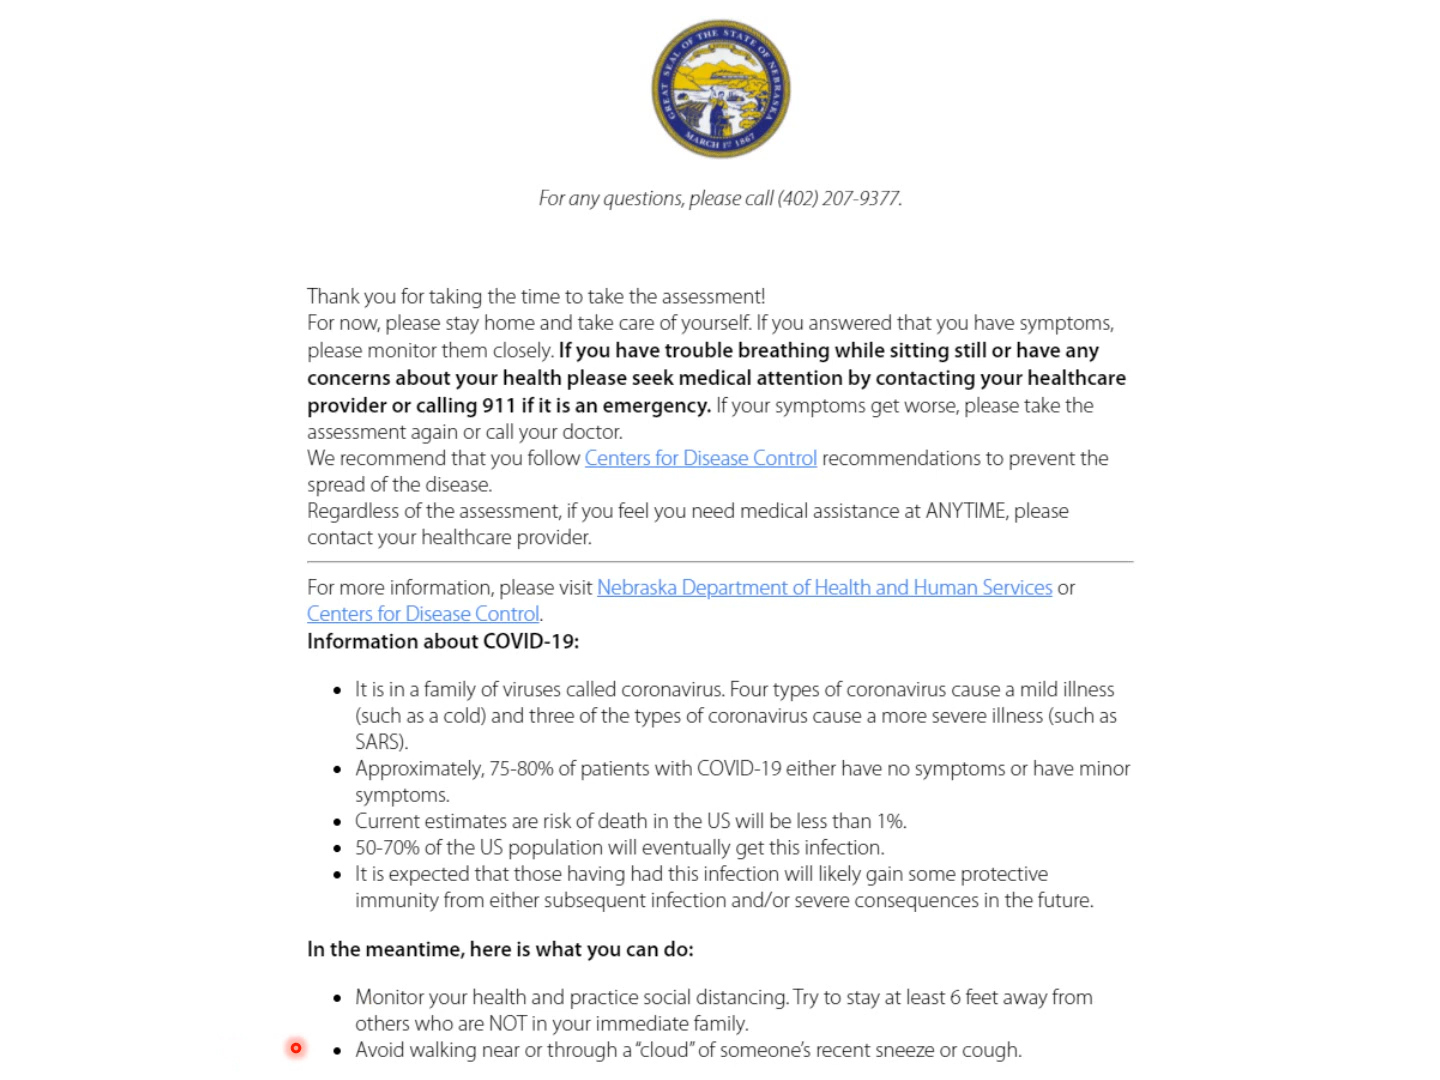 GREAT SEAL OF THE STATE OF NEBRASKA
MARCH 1ST 1867
For any questions, please call (402) 207-9377.
Thank you for taking the time to take the assessment!
For now, please stay home and take care of yourself. If you answered that you have symptoms,
please monitor them closely. If you have trouble breathing while sitting still or have any
concerns about your health please seek medical attention by contacting your healthcare
provider or calling 911 if it is an emergency. If your symptoms get worse, please take the
assessment again or call your doctor.
We recommend that you follow Centers for Disease Control recommendations to prevent the
spread of the disease.
Regardless of the assessment, if you feel you need medical assistance at ANYTIME, please
contact your healthcare provider.
For more information, please visit Nebraska Department of Health and Human Services or
Centers for Disease Control.
Information about COVID-19:
• It is in a family of viruses called coronavirus. Four types of coronavirus cause a mild illness
(such as a cold) and three of the types of coronavirus cause a more severe illness (such as
SARS).
• Approximately, 75-80% of patients with COVID-19 either have no symptoms or have minor
symptoms.
• Current estimates are risk of death in the US will be less than 1%.
• 50-70% of the US population will eventually get this infection.
• It is expected that those having had this infection will likely gain some protective
immunity from either subsequent infection and/or severe consequences in the future.
In the meantime, here is what you can do:
• Monitor your health and practice social distancing. Try to stay at least 6 feet away from
others who are NOT in your immediate family.
• Avoid walking near or through a “cloud” of someone’s recent sneeze or cough.